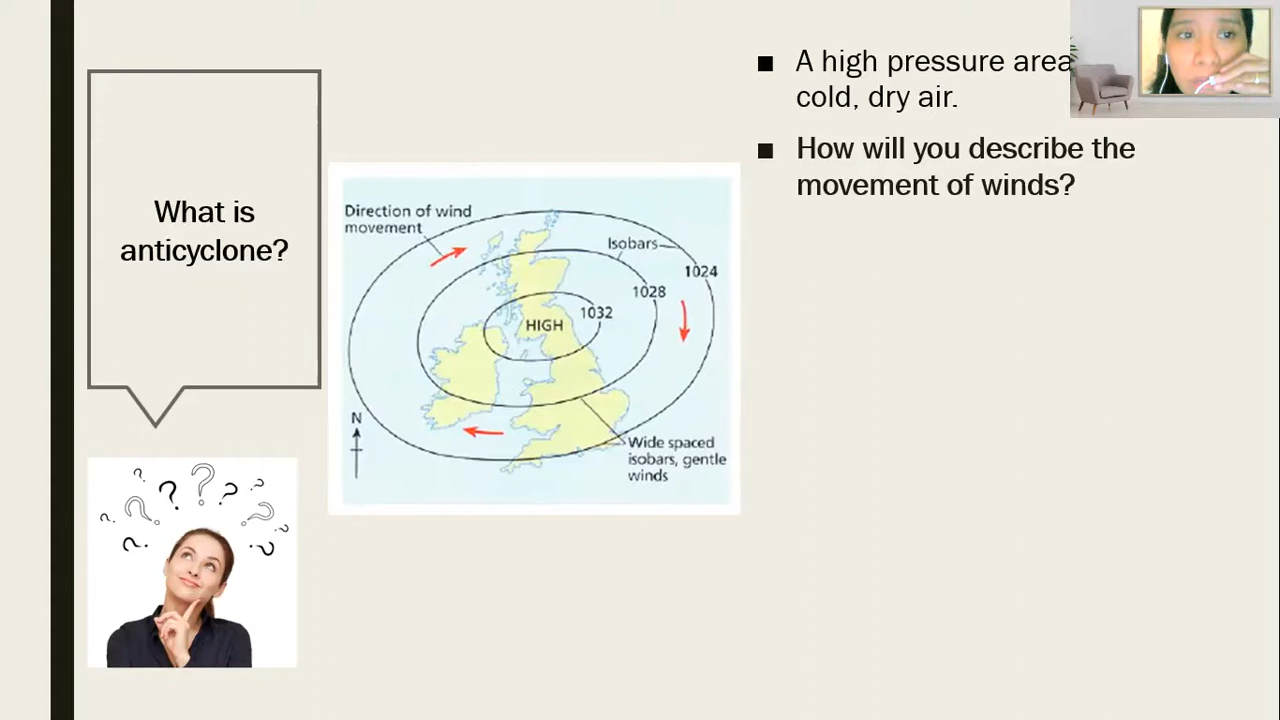 What is
anticyclone?
Direction of wind
movement
Isobars
1024
1028
1032
HIGH
N
Wide spaced
isobars, gentle
winds
■ A high pressure area
cold, dry air.
■ How will you describe the
movement of winds?